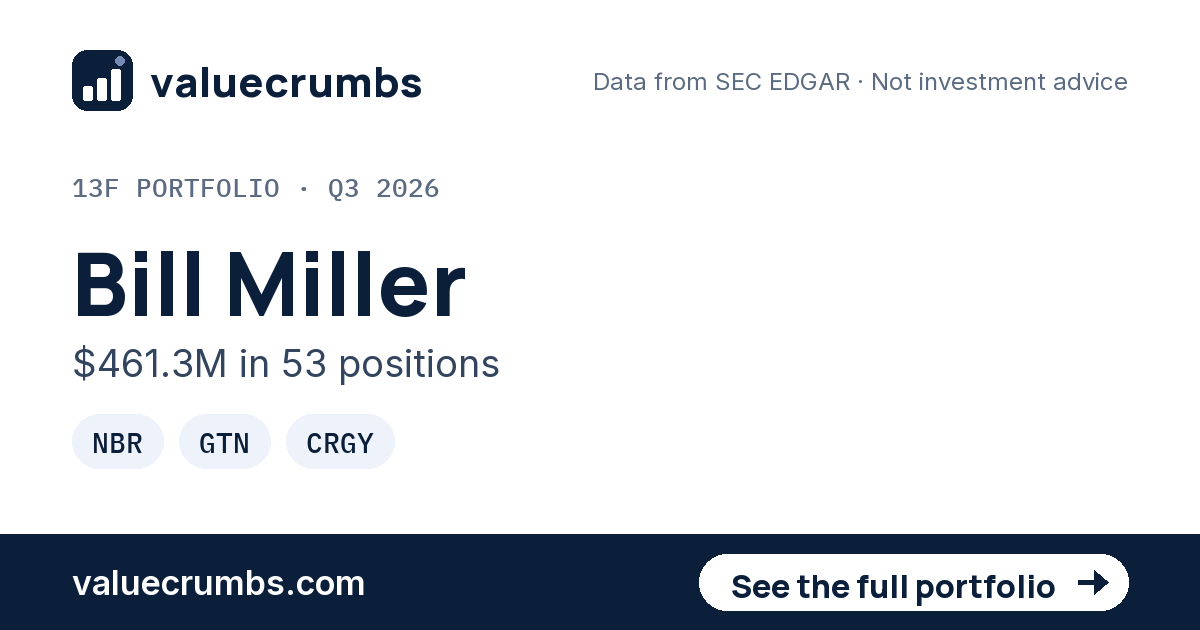 valuecrumbs
Data from SEC EDGAR · Not investment advice
13F PORTFOLIO · Q3 2026
Bill Miller
$461.3M in 53 positions
NBR GTN CRGY
valuecrumbs.com
See the full portfolio →